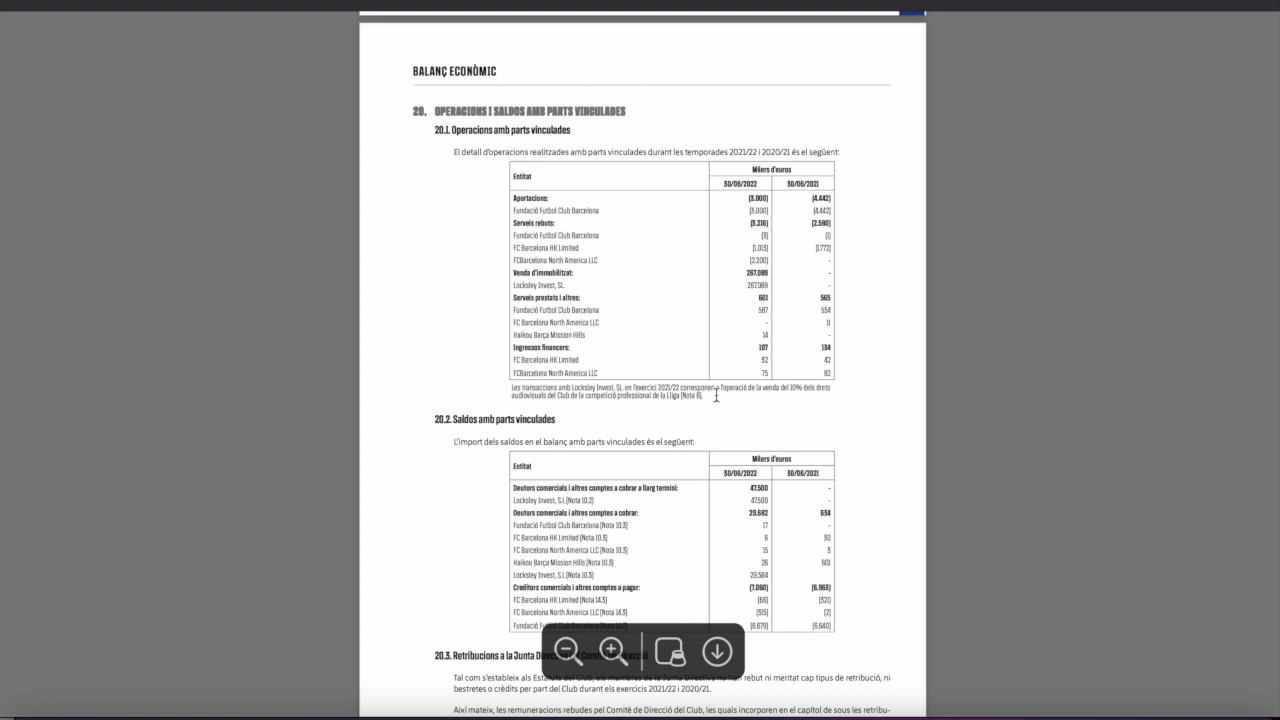 BALANÇ ECONÒMIC
20. OPERACIONS I SALDOS AMB PARTS VINCULADES
20.1. Operacions amb parts vinculades
El detall d'operacions realitzades amb parts vinculades durant les temporades 2021/22 i 2020/21 és el següent:
Entitat Milers d'euros
30/06/2022 30/06/2021
Aportacions: (3.000) (4.442)
Fundació Futbol Club Barcelona (3.000) (4.442)
Serveis rebuts: (3.216) (2.580)
Fundació Futbol Club Barcelona (3) (1)
FC Barcelona HK Limited (1.013) (1.772)
FCBarcelona North America LLC (2.200) -
Venda d'immobilitzat: 267.089 -
Locksley Invest, SL. 267.089 -
Serveis prestats i altres: 601 565
Fundació Futbol Club Barcelona 587 554
FC Barcelona North America LLC - 11
Haikou Barça Mission Hills 14 -
Ingressos financers: 107 134
FC Barcelona HK Limited 32 42
FCBarcelona North America LLC 75 92
Les transaccions amb Locksley Invest, SL. en l'exercici 2021/22 corresponen a l'operació de la venda del 10% dels drets
audiovisuals del Club de la competició professional de la Lliga (Nota 6).
20.2. Saldos amb parts vinculades
L'import dels saldos en el balanç amb parts vinculades és el següent:
Entitat Milers d'euros
30/06/2022 30/06/2021
Deutors comercials i altres comptes a cobrar a llarg termini: 47.500 -
Locksley Invest, S.L (Nota 10.2) 47.500 -
Deutors comercials i altres comptes a cobrar: 29.682 634
Fundació Futbol Club Barcelona (Nota 10.3) 17 -
FC Barcelona HK Limited (Nota 10.3) 6 30
FC Barcelona North America LLC (Nota 10.3) 15 3
Haikou Barça Mission Hills (Nota 10.3) 26 601
Locksley Invest, S.L (Nota 10.3) 29.584
Creditors comercials i altres comptes a pagar: (7.060) (6.963)
FC Barcelona HK Limited (Nota 14.3) (66) (321)
FC Barcelona North America LLC (Nota 14.3) (315) (2)
Fundació Futbol Club Barcelona (Nota 14.3) (6.679) (6.640)
20.3. Retribucions a la Junta Directiva i al Comitè de Direcció
Tal com s'estableix als Estatuts del Club, els membres de la Junta Directiva no han rebut ni meritat cap tipus de retribució, ni
bestretes o crèdits per part del Club durant els exercicis 2021/22 i 2020/21.
Així mateix, les remuneracions rebudes pel Comitè de Direcció del Club, les quals incorporen en el capítol de sous les retribu-